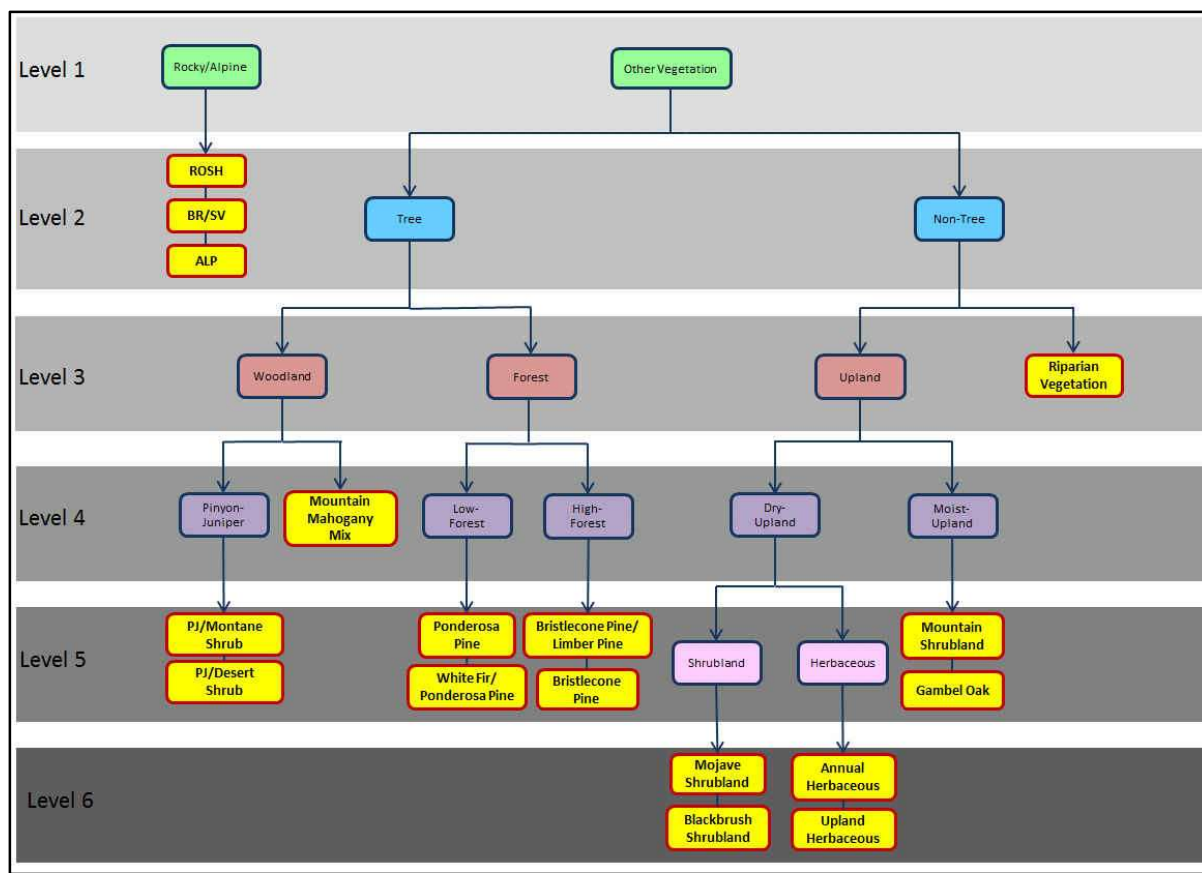 Level 1
Rocky/Alpine
Other Vegetation
Level 2
ROSH
BR/SV
ALP
Tree
Non-Tree
Level 3
Woodland
Forest
Upland
Riparian
Vegetation
Level 4
Pinyon-
Juniper
Mountain
Mahogany
Mix
Low-
Forest
High-
Forest
Dry-
Upland
Moist-
Upland
Level 5
PJ/Montane
Shrub
PJ/Desert
Shrub
Ponderosa
Pine
White Fir/
Ponderosa Pine
Bristlecone Pine/
Limber Pine
Bristlecone
Pine
Shrubland
Herbaceous
Mountain
Shrubland
Gambel Oak
Level 6
Mojave
Shrubland
Blackbrush
Shrubland
Annual
Herbaceous
Upland
Herbaceous